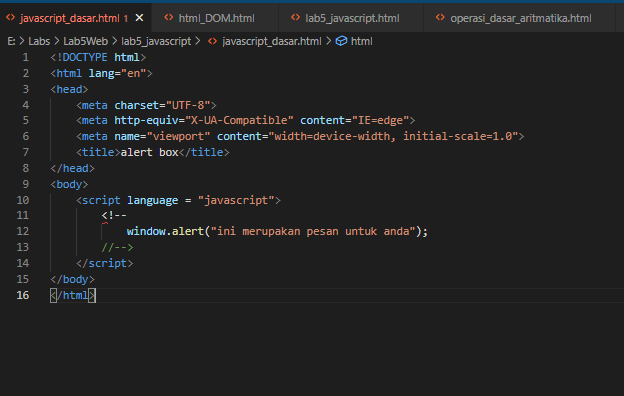 javascript_dasar.html 1 × html_DOM.html lab5_javascript.html operasi_dasar_aritmatika.html
E: > Labs > Lab5Web > lab5_javascript > javascript_dasar.html > html
1 <!DOCTYPE html>
2 <html lang="en">
3 <head>
4 <meta charset="UTF-8">
5 <meta http-equiv="X-UA-Compatible" content="IE=edge">
6 <meta name="viewport" content="width=device-width, initial-scale=1.0">
7 <title>alert box</title>
8 </head>
9 <body>
10 <script language = "javascript">
11 <!--
12 window.alert("ini merupakan pesan untuk anda");
13 //-->
14 </script>
15 </body>
16 </html>